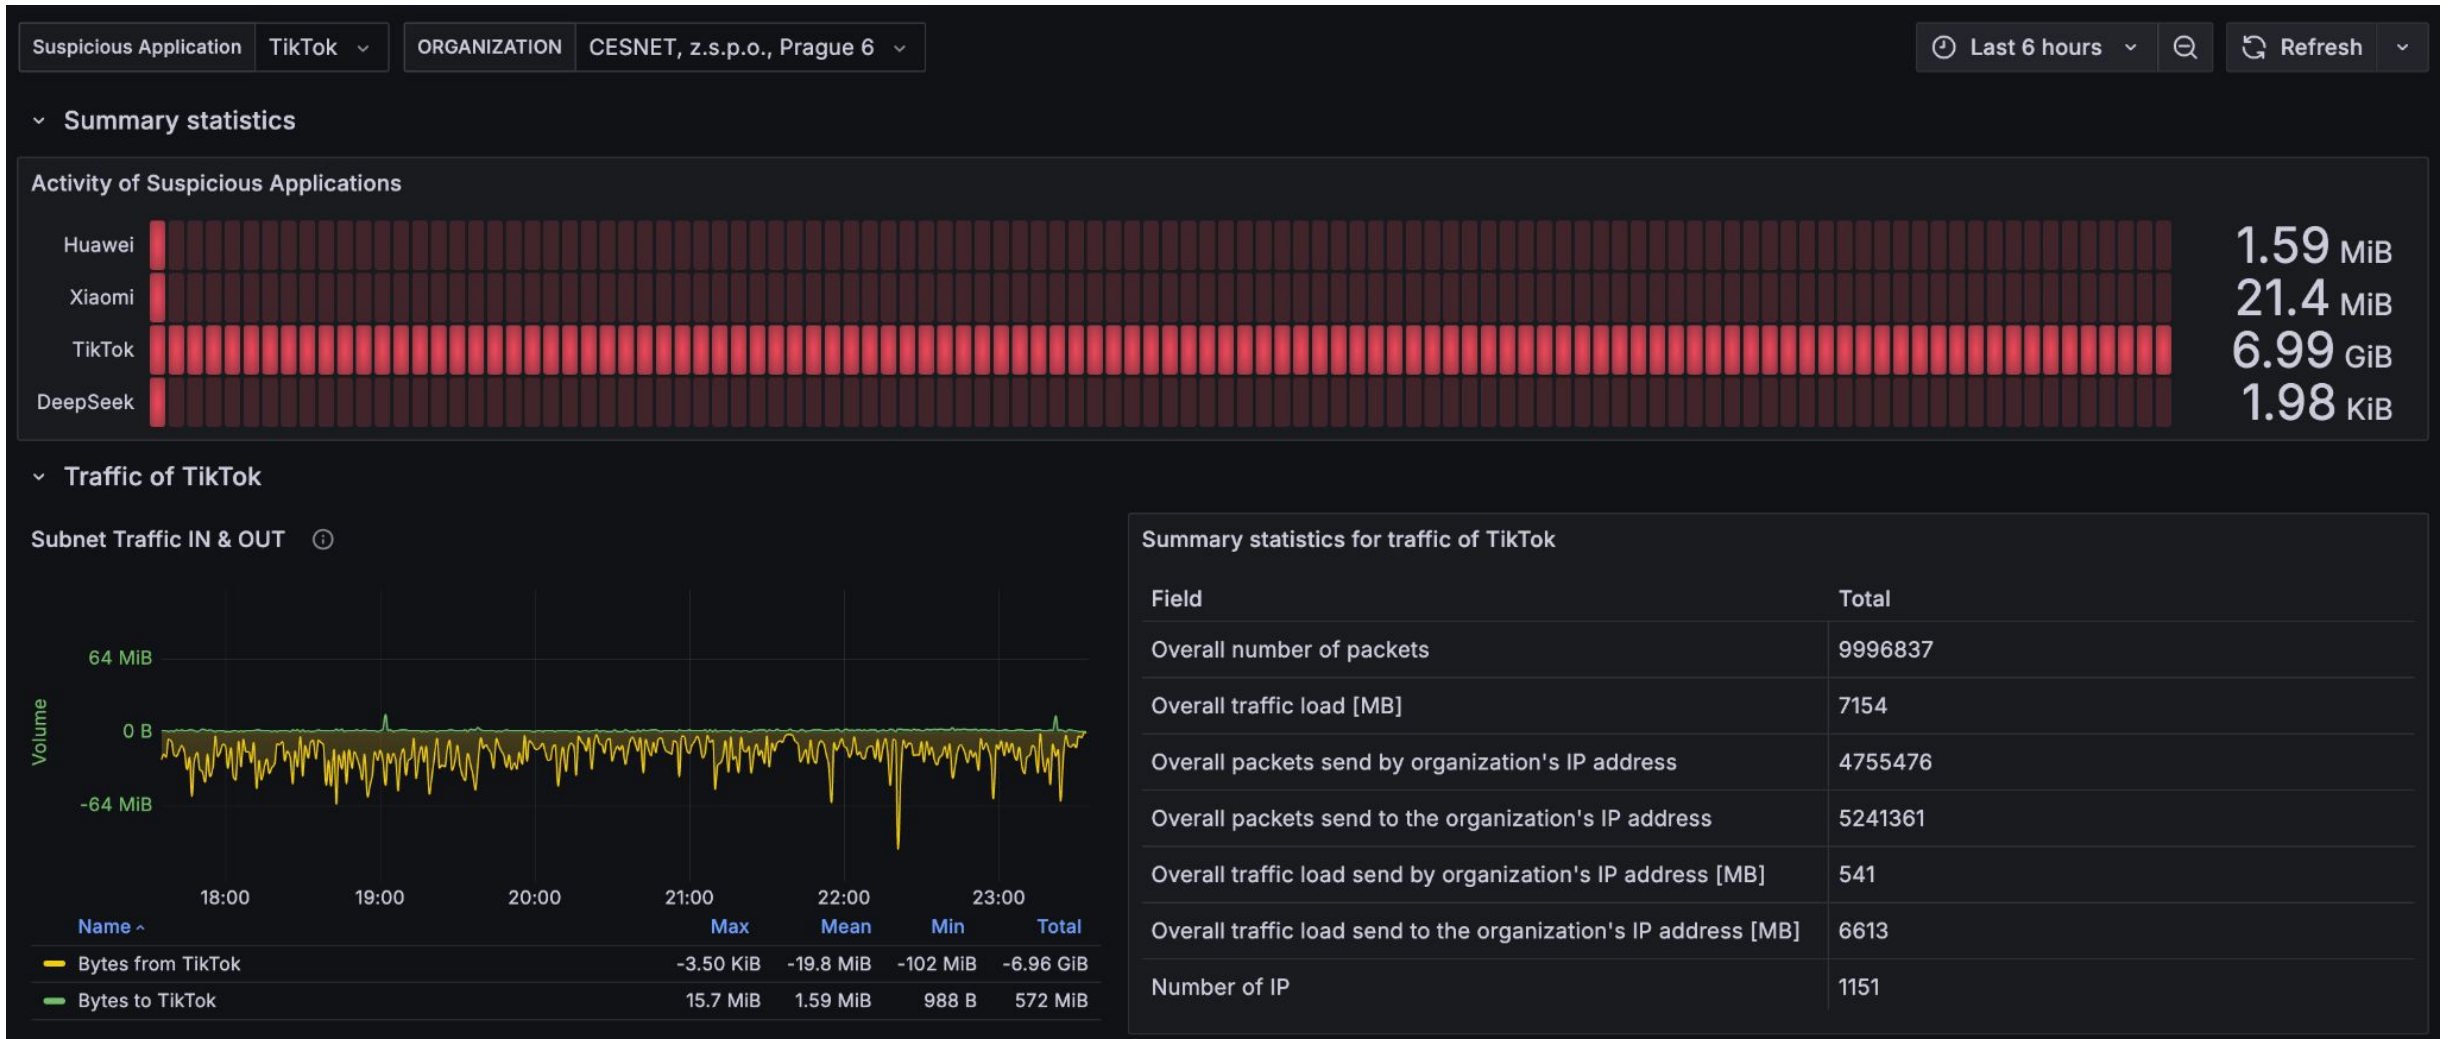 Suspicious Application TikTok ORGANIZATION CESNET, z.s.p.o., Prague 6 Last 6 hours Refresh
Summary statistics
Activity of Suspicious Applications
Huawei 1.59 MiB
Xiaomi 21.4 MiB
TikTok 6.99 GiB
DeepSeek 1.98 KiB
Traffic of TikTok
Subnet Traffic IN & OUT
Volume
64 MiB
0 B
-64 MiB
18:00 19:00 20:00 21:00 22:00 23:00
Name Max Mean Min Total
Bytes from TikTok -3.50 KiB -19.8 MiB -102 MiB -6.96 GiB
Bytes to TikTok 15.7 MiB 1.59 MiB 988 B 572 MiB
Summary statistics for traffic of TikTok
Field Total
Overall number of packets 9996837
Overall traffic load [MB] 7154
Overall packets send by organization's IP address 4755476
Overall packets send to the organization's IP address 5241361
Overall traffic load send by organization's IP address [MB] 541
Overall traffic load send to the organization's IP address [MB] 6613
Number of IP 1151